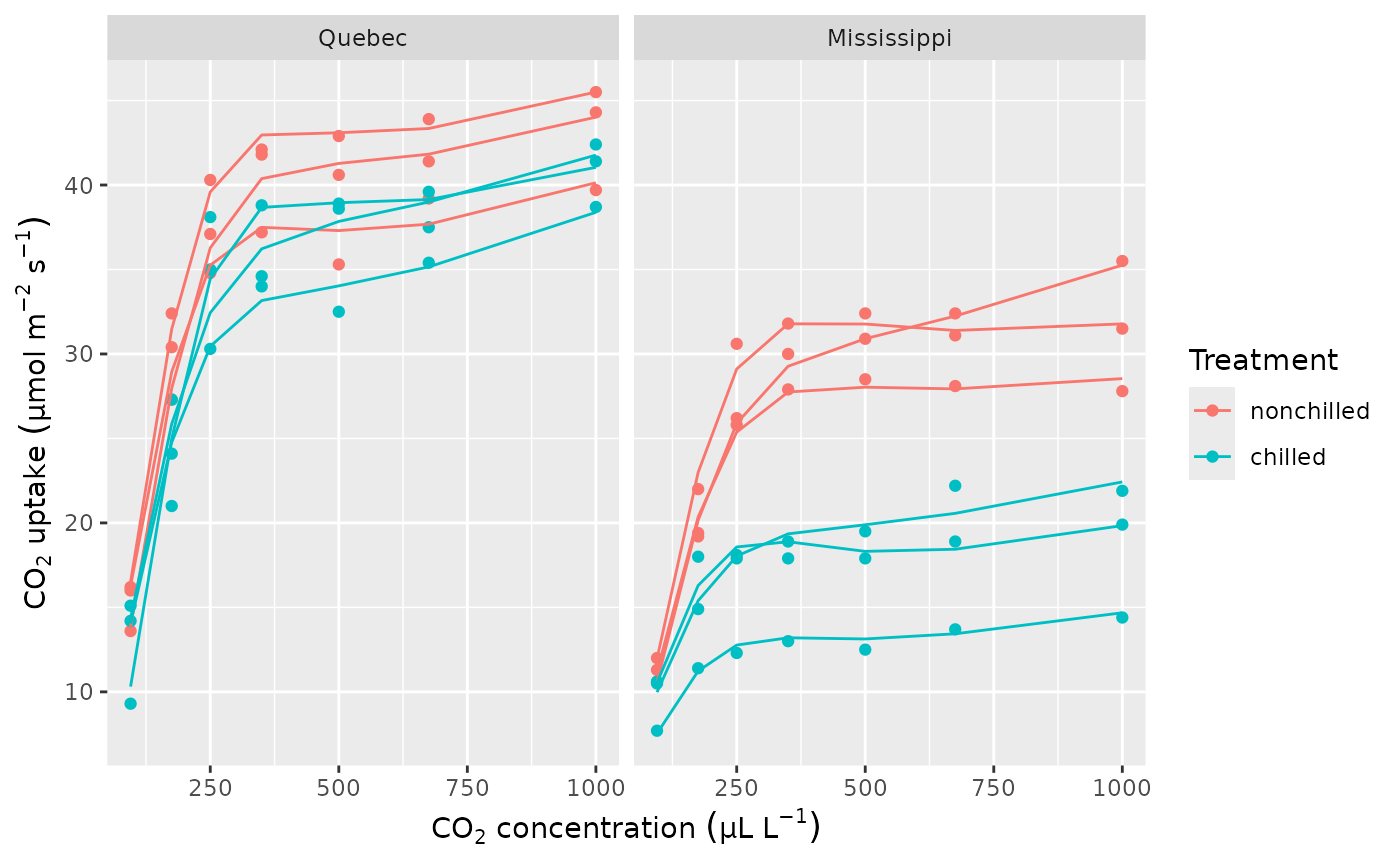 Quebec
Mississippi
CO₂ uptake (µmol m⁻² s⁻¹)
40
30
20
10
250
500
750
1000
250
500
750
1000
CO₂ concentration (µL L⁻¹)
Treatment
nonchilled
chilled